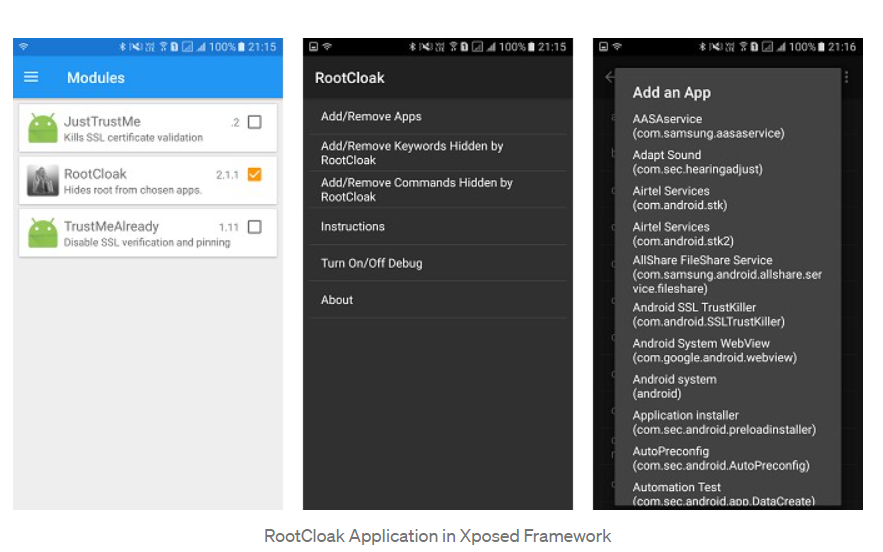 100% 21:15
Modules
JustTrustMe .2
Kills SSL certificate validation
RootCloak 2.1.1
Hides root from chosen apps.
TrustMeAlready 1.11
Disable SSL verification and pinning
100% 21:15
RootCloak
Add/Remove Apps
Add/Remove Keywords Hidden by
RootCloak
Add/Remove Commands Hidden by
RootCloak
Instructions
Turn On/Off Debug
About
100% 21:16
Add an App
AASAservice
(com.samsung.aasaservice)
Adapt Sound
(com.sec.hearingadjust)
Airtel Services
(com.android.stk)
Airtel Services
(com.android.stk2)
AllShare FileShare Service
(com.samsung.android.allshare.ser
vice.fileshare)
Android SSL TrustKiller
(com.android.SSLTrustKiller)
Android System WebView
(com.google.android.webview)
Android system
(android)
Application installer
(com.sec.android.preloadinstaller)
AutoPreconfig
(com.sec.android.AutoPreconfig)
Automation Test
(com.sec.android.app.DataCreate)
RootCloak Application in Xposed Framework